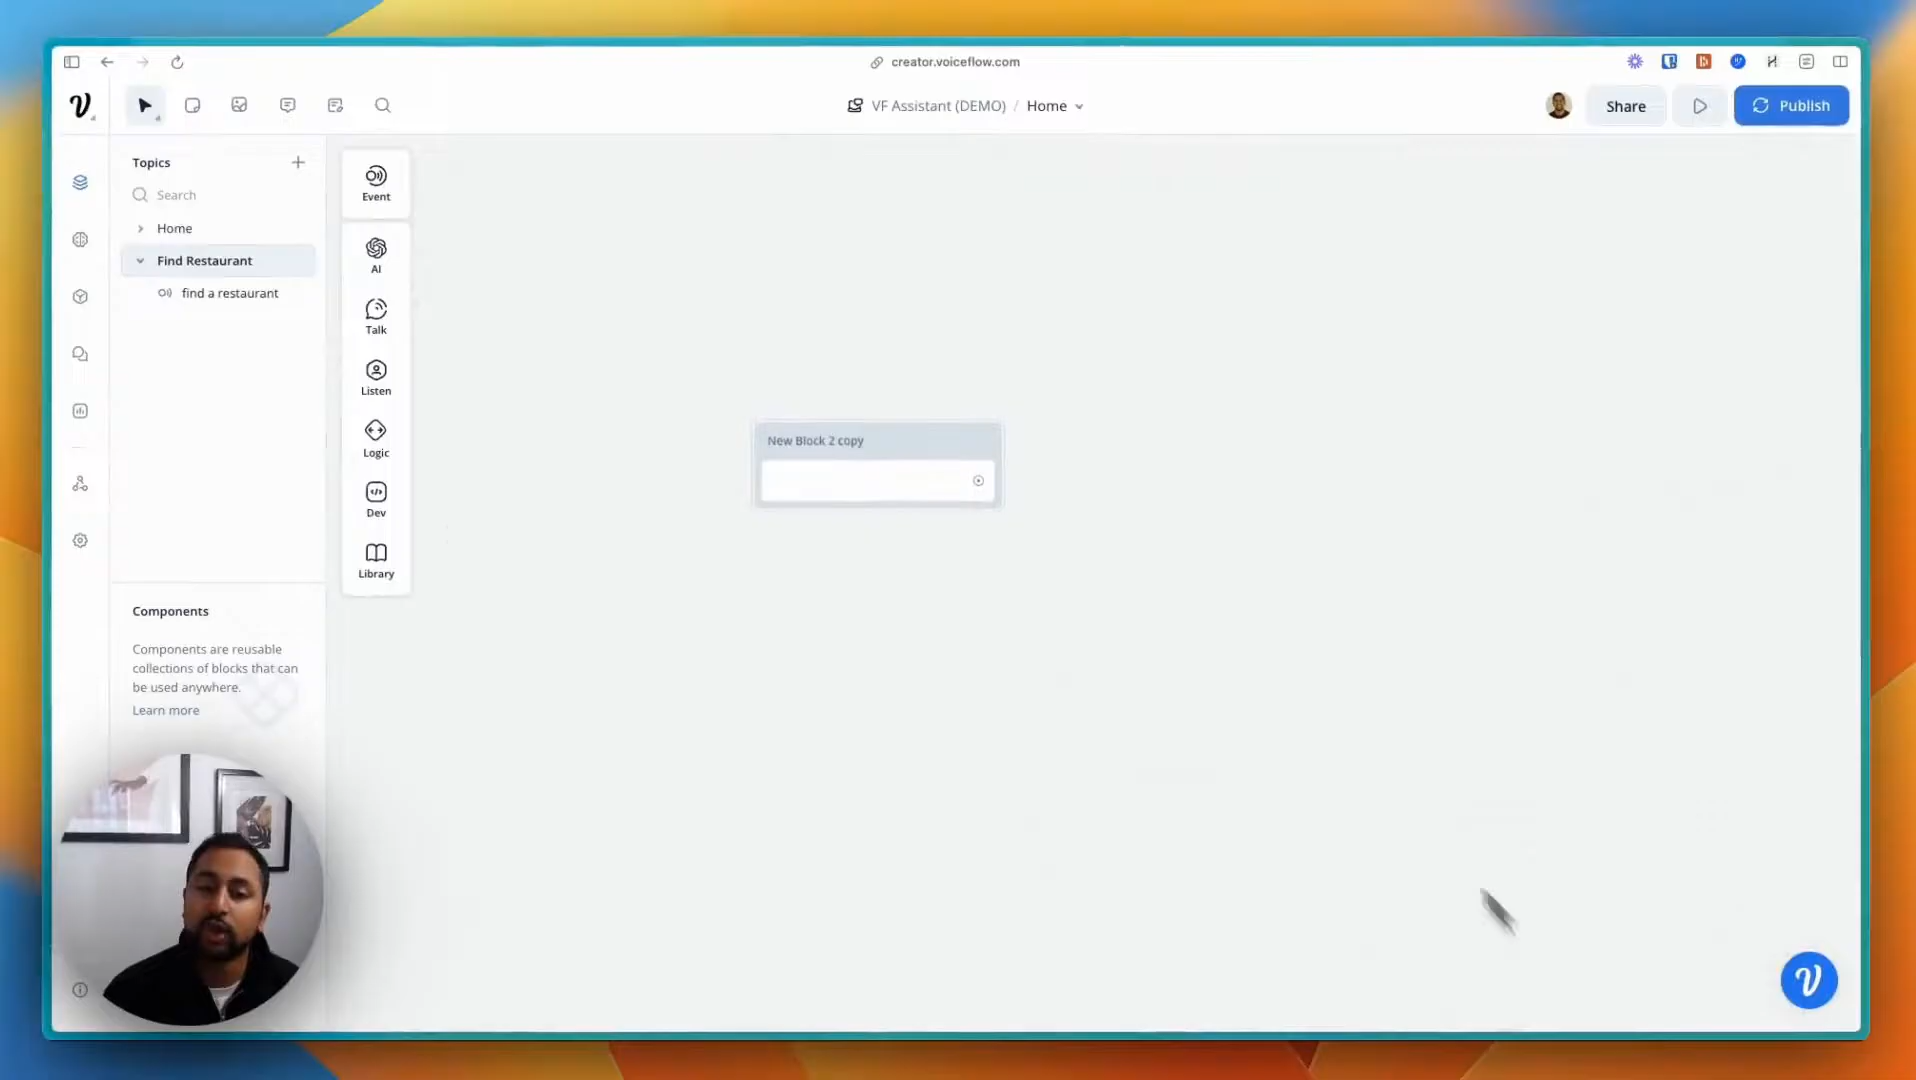 creator.voiceflow.com
VF Assistant (DEMO) / Home
Share
Publish
Topics
Search
Home
Find Restaurant
find a restaurant
Event
AI
Talk
Listen
Logic
Dev
Library
New Block 2 copy
Components
Components are reusable
collections of blocks that can
be used anywhere.
Learn more